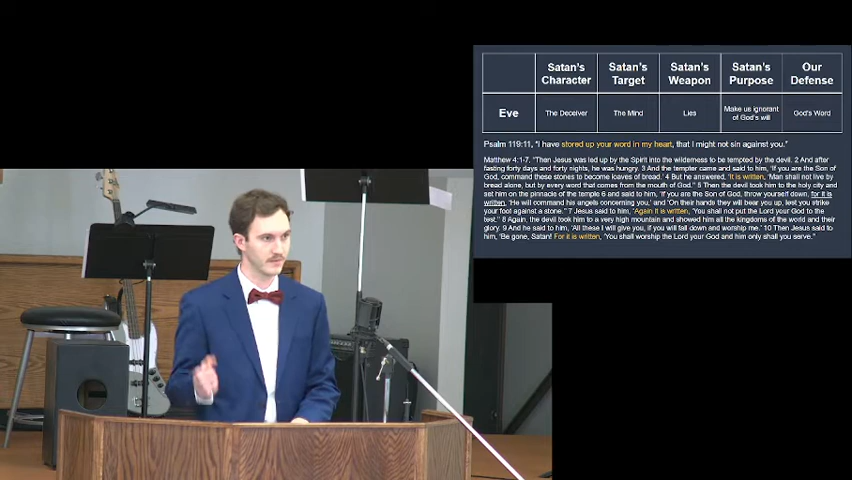 Satan's Character
Satan's Target
Satan's Weapon
Satan's Purpose
Our Defense
Eve
The Deceiver
The Mind
Lies
Make us ignorant of God's will
God's Word
Psalm 119:11, "I have stored up your word in my heart, that I might not sin against you."
Matthew 4:1-7, "Then Jesus was led up by the Spirit into the wilderness to be tempted by the devil. 2 And after
fasting forty days and forty nights, he was hungry. 3 And the tempter came and said to him, 'If you are the Son of
God, command these stones to become loaves of bread.' 4 But he answered, 'It is written, 'Man shall not live by
bread alone, but by every word that comes from the mouth of God.'' 5 Then the devil took him to the holy city and
set him on the pinnacle of the temple 6 and said to him, 'If you are the Son of God, throw yourself down, for it is
written, 'He will command his angels concerning you,' and 'On their hands they will bear you up, lest you strike
your foot against a stone.'' 7 Jesus said to him, 'Again it is written, 'You shall not put the Lord your God to the
test.'' 8 Again, the devil took him to a very high mountain and showed him all the kingdoms of the world and their
glory. 9 And he said to him, 'All these I will give you, if you will fall down and worship me.' 10 Then Jesus said to
him, 'Be gone, Satan! For it is written, 'You shall worship the Lord your God and him only shall you serve.''"